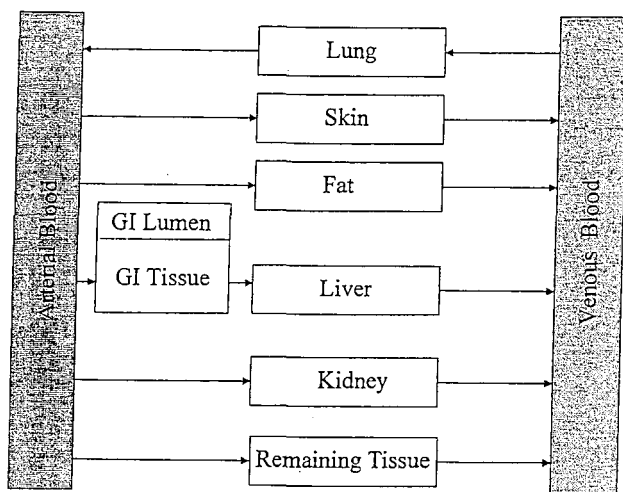 Lung
Skin
Fat
GI Lumen
GI Tissue
Liver
Kidney
Remaining Tissue
Arterial Blood
Venous Blood